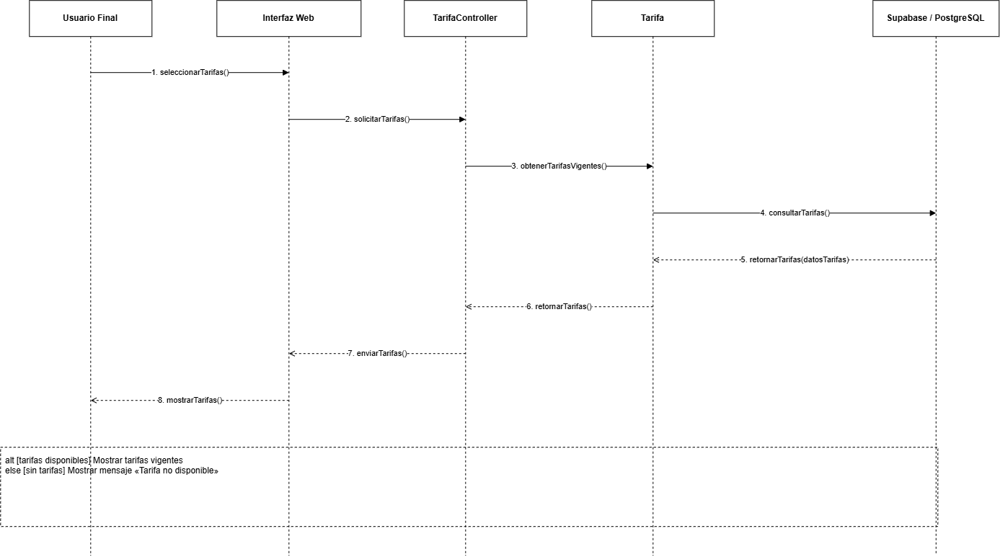 Usuario Final
Interfaz Web
TarifaController
Tarifa
Supabase / PostgreSQL
1. seleccionarTarifas()
2. solicitarTarifas()
3. obtenerTarifasVigentes()
4. consultarTarifas()
5. retornarTarifas(datosTarifas)
6. retornarTarifas()
7. enviarTarifas()
8. mostrarTarifas()
alt [tarifas disponibles] Mostrar tarifas vigentes
else [sin tarifas] Mostrar mensaje «Tarifa no disponible»